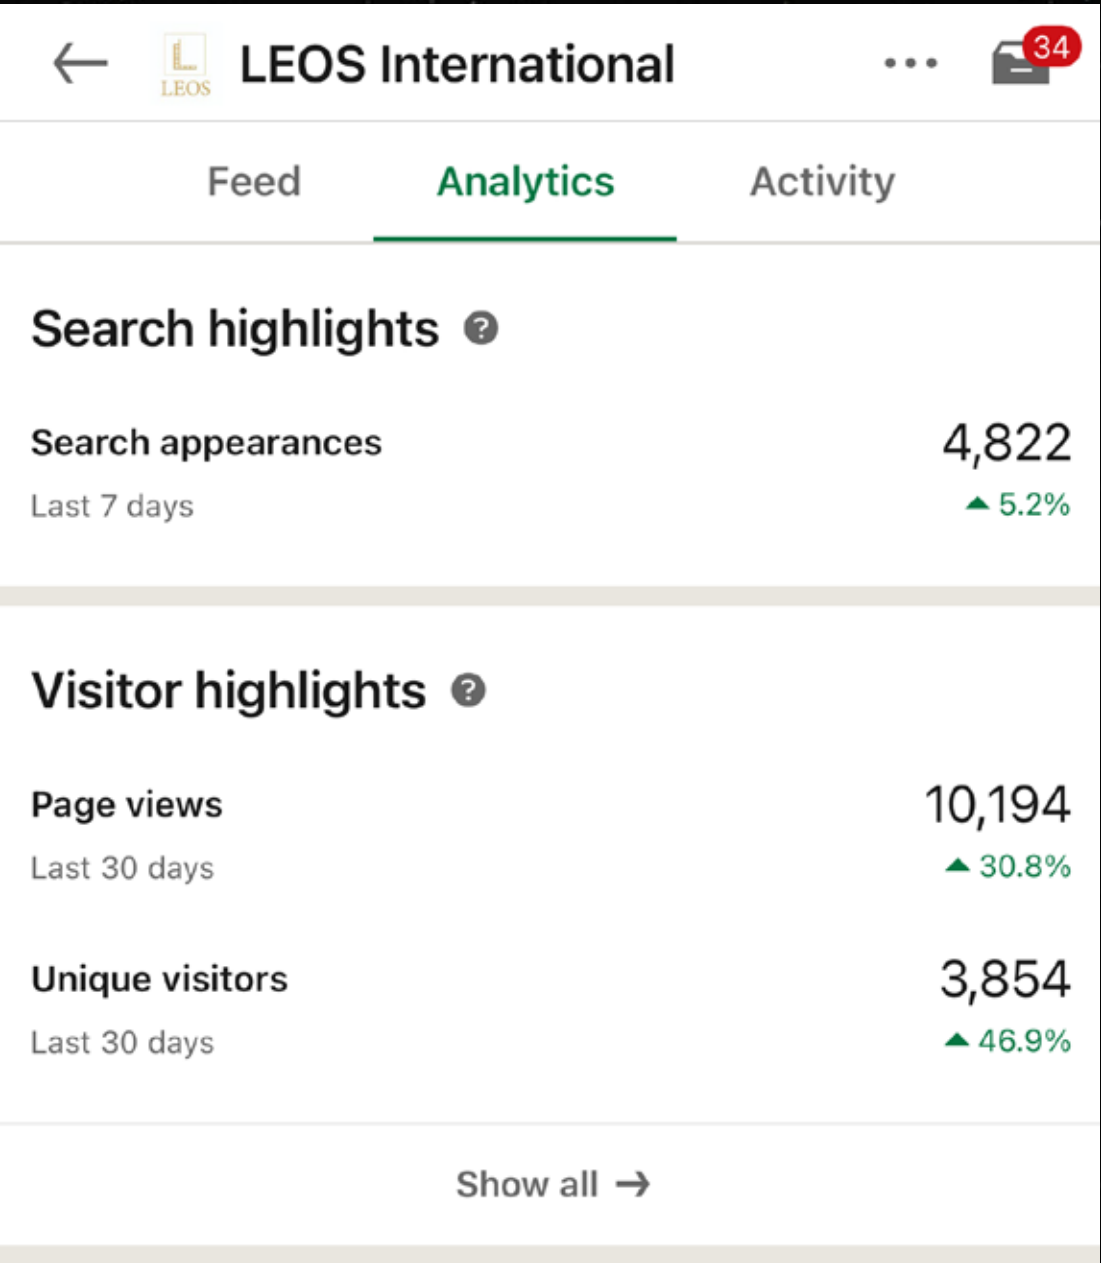 LEOS
LEOS International
34
Feed Analytics Activity
Search highlights ?
Search appearances 4,822
Last 7 days ▲ 5.2%
Visitor highlights ?
Page views 10,194
Last 30 days ▲ 30.8%
Unique visitors 3,854
Last 30 days ▲ 46.9%
Show all →